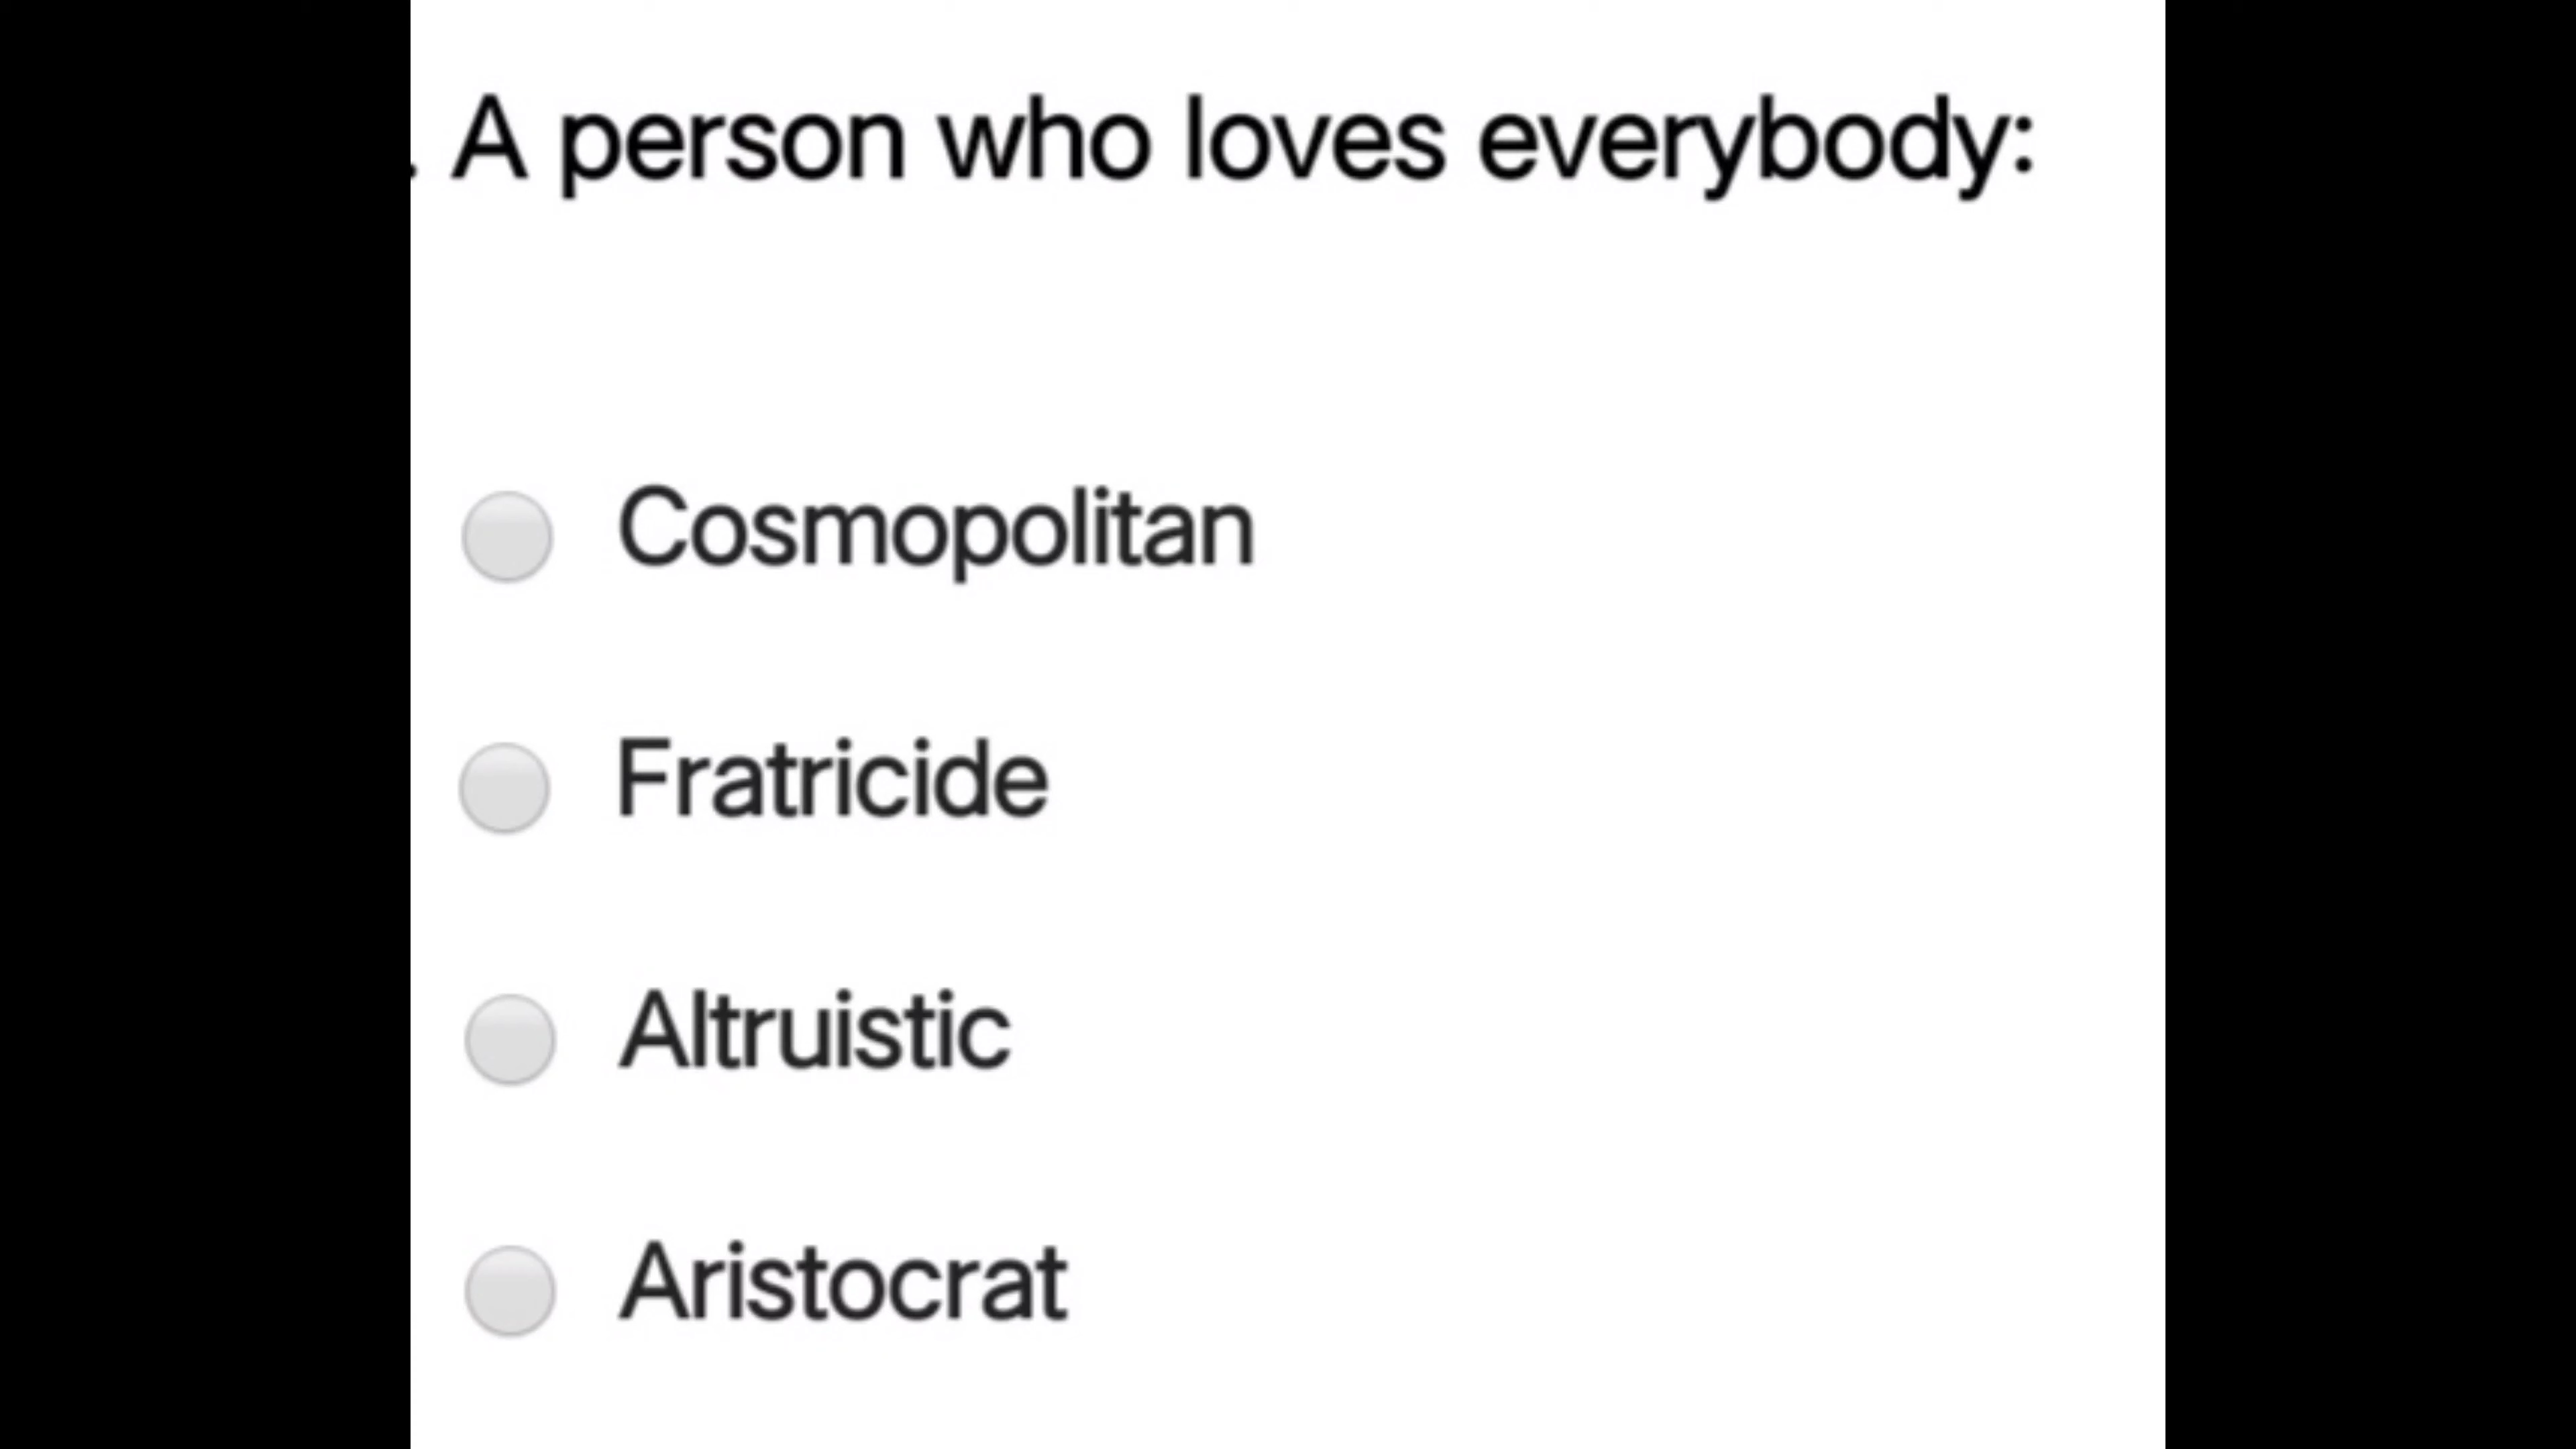 . A person who loves everybody:
Cosmopolitan
Fratricide
Altruistic
Aristocrat